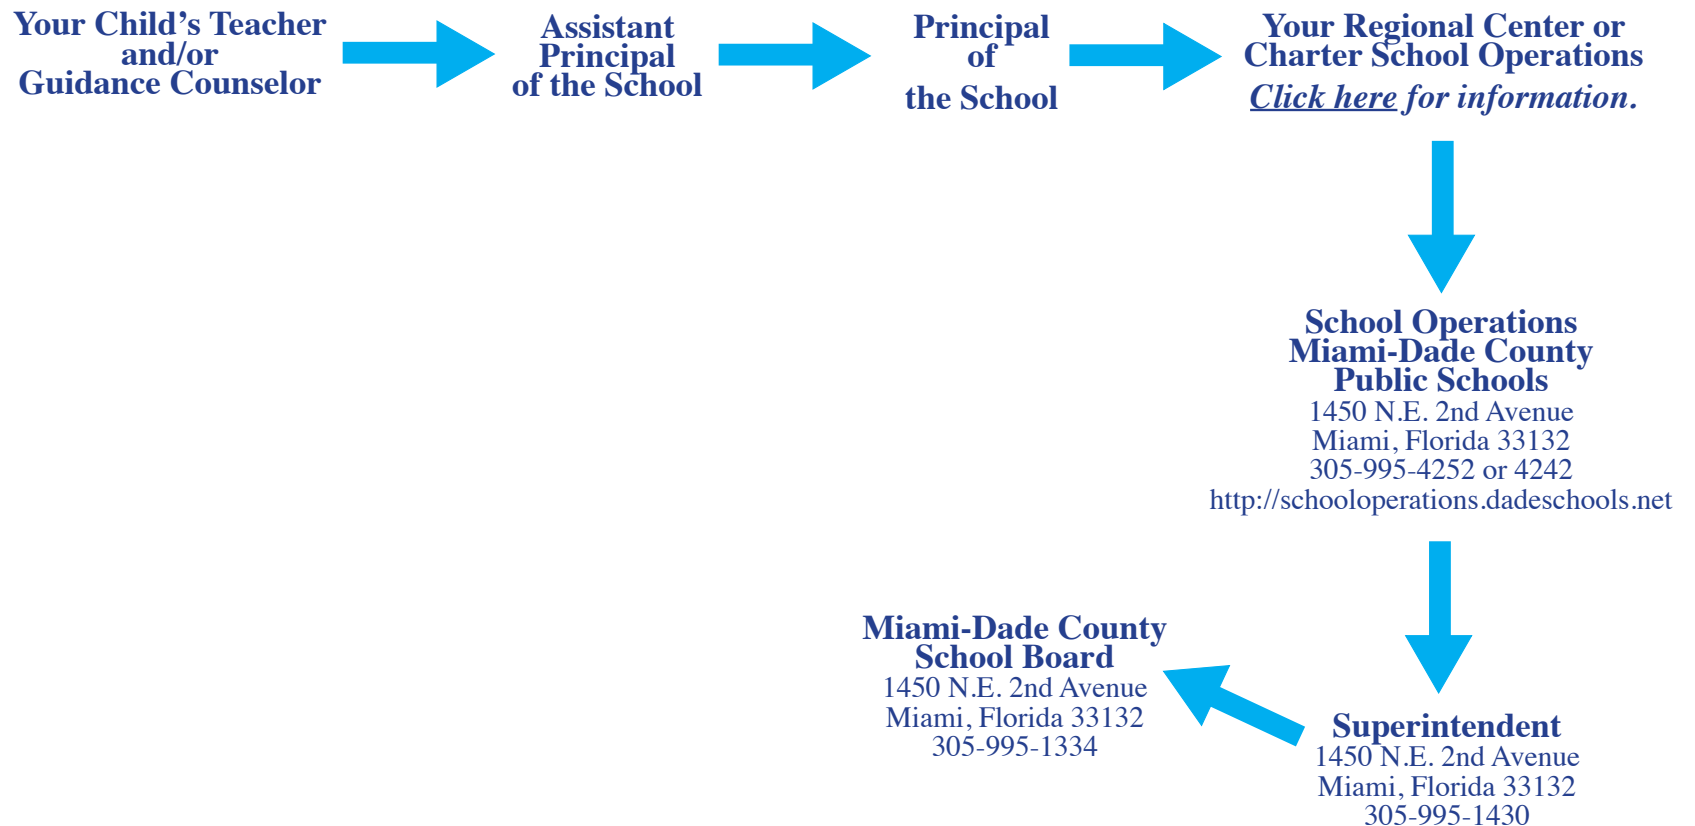 Your Child’s Teacher
and/or
Guidance Counselor
Assistant
Principal
of the School
Principal
of
the School
Your Regional Center or
Charter School Operations
Click here for information.
School Operations
Miami-Dade County
Public Schools
1450 N.E. 2nd Avenue
Miami, Florida 33132
305-995-4252 or 4242
http://schooloperations.dadeschools.net
Superintendent
1450 N.E. 2nd Avenue
Miami, Florida 33132
305-995-1430
Miami-Dade County
School Board
1450 N.E. 2nd Avenue
Miami, Florida 33132
305-995-1334